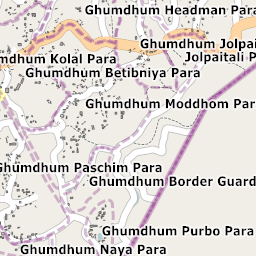 Ghumdhum Headman Para
Ghumdhum Jolpai
Jolpaitali P
mdhum Kolal Para
Ghumdhum Betibniya Para
Ghumdhum Moddhom Par
Ghumdhum Paschim Para
Ghumdhum Border Guard
Ghumdhum Purbo Para
Ghumdhum Naya Para